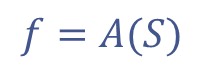 f = A(S)